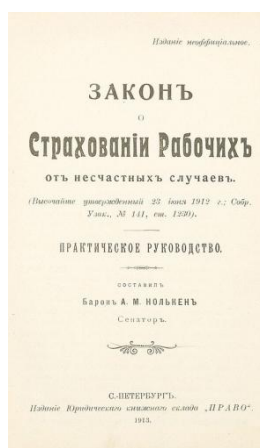 Изданіе неоффиціальное.
ЗАКОНЪ
О
Страхованіи Рабочихъ
отъ несчастныхъ случаевъ.
(Высочайше утвержденный 23 іюня 1912 г.; Собр.
Узак., № 141, ст. 1230).
ПРАКТИЧЕСКОЕ РУКОВОДСТВО.
СОСТАВИЛЪ
Баронъ А. М. НОЛЬКЕНЪ
Сенаторъ.
С.-ПЕТЕРБУРГЪ.
Изданіе Юридическаго книжнаго склада „ПРАВО".
1913.